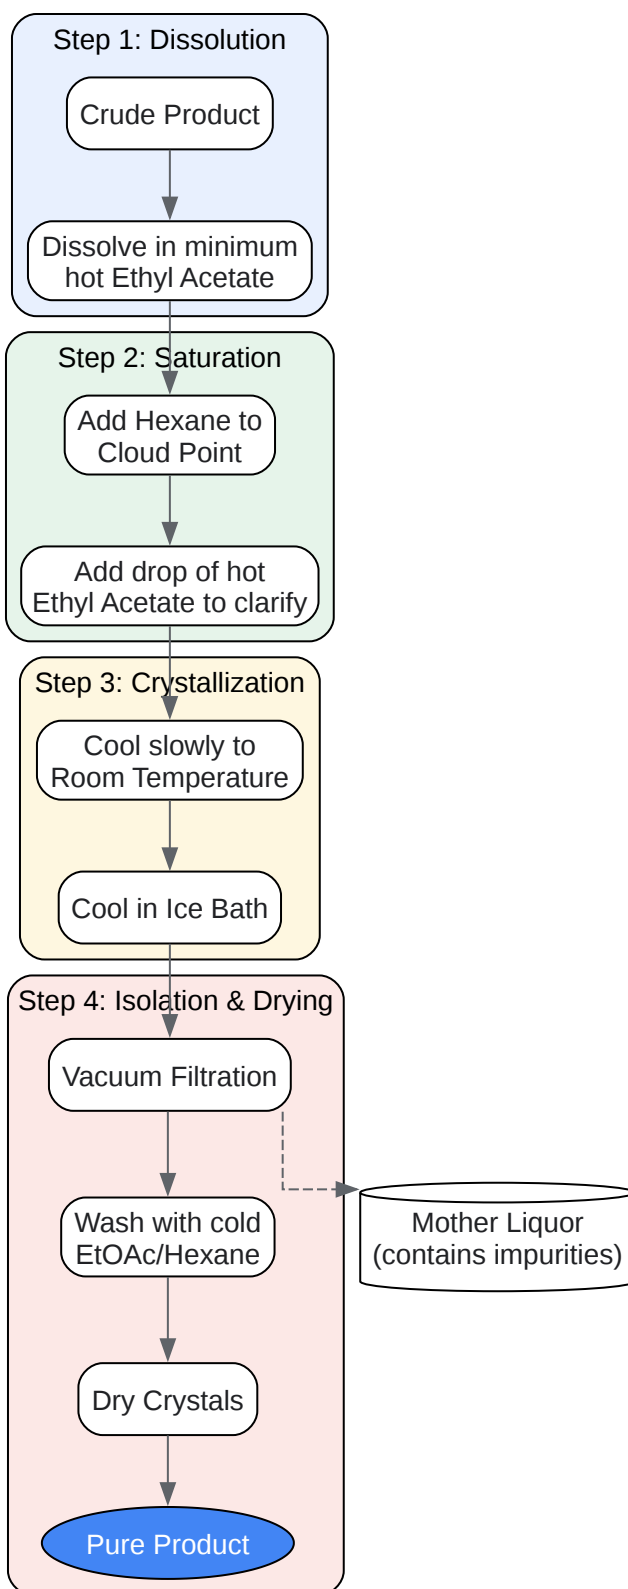 Step 1: Dissolution
Crude Product
Dissolve in minimum
hot Ethyl Acetate
Step 2: Saturation
Add Hexane to
Cloud Point
Add drop of hot
Ethyl Acetate to clarify
Step 3: Crystallization
Cool slowly to
Room Temperature
Cool in Ice Bath
Step 4: Isolation & Drying
Vacuum Filtration
Wash with cold
EtOAc/Hexane
Mother Liquor
(contains impurities)
Dry Crystals
Pure Product